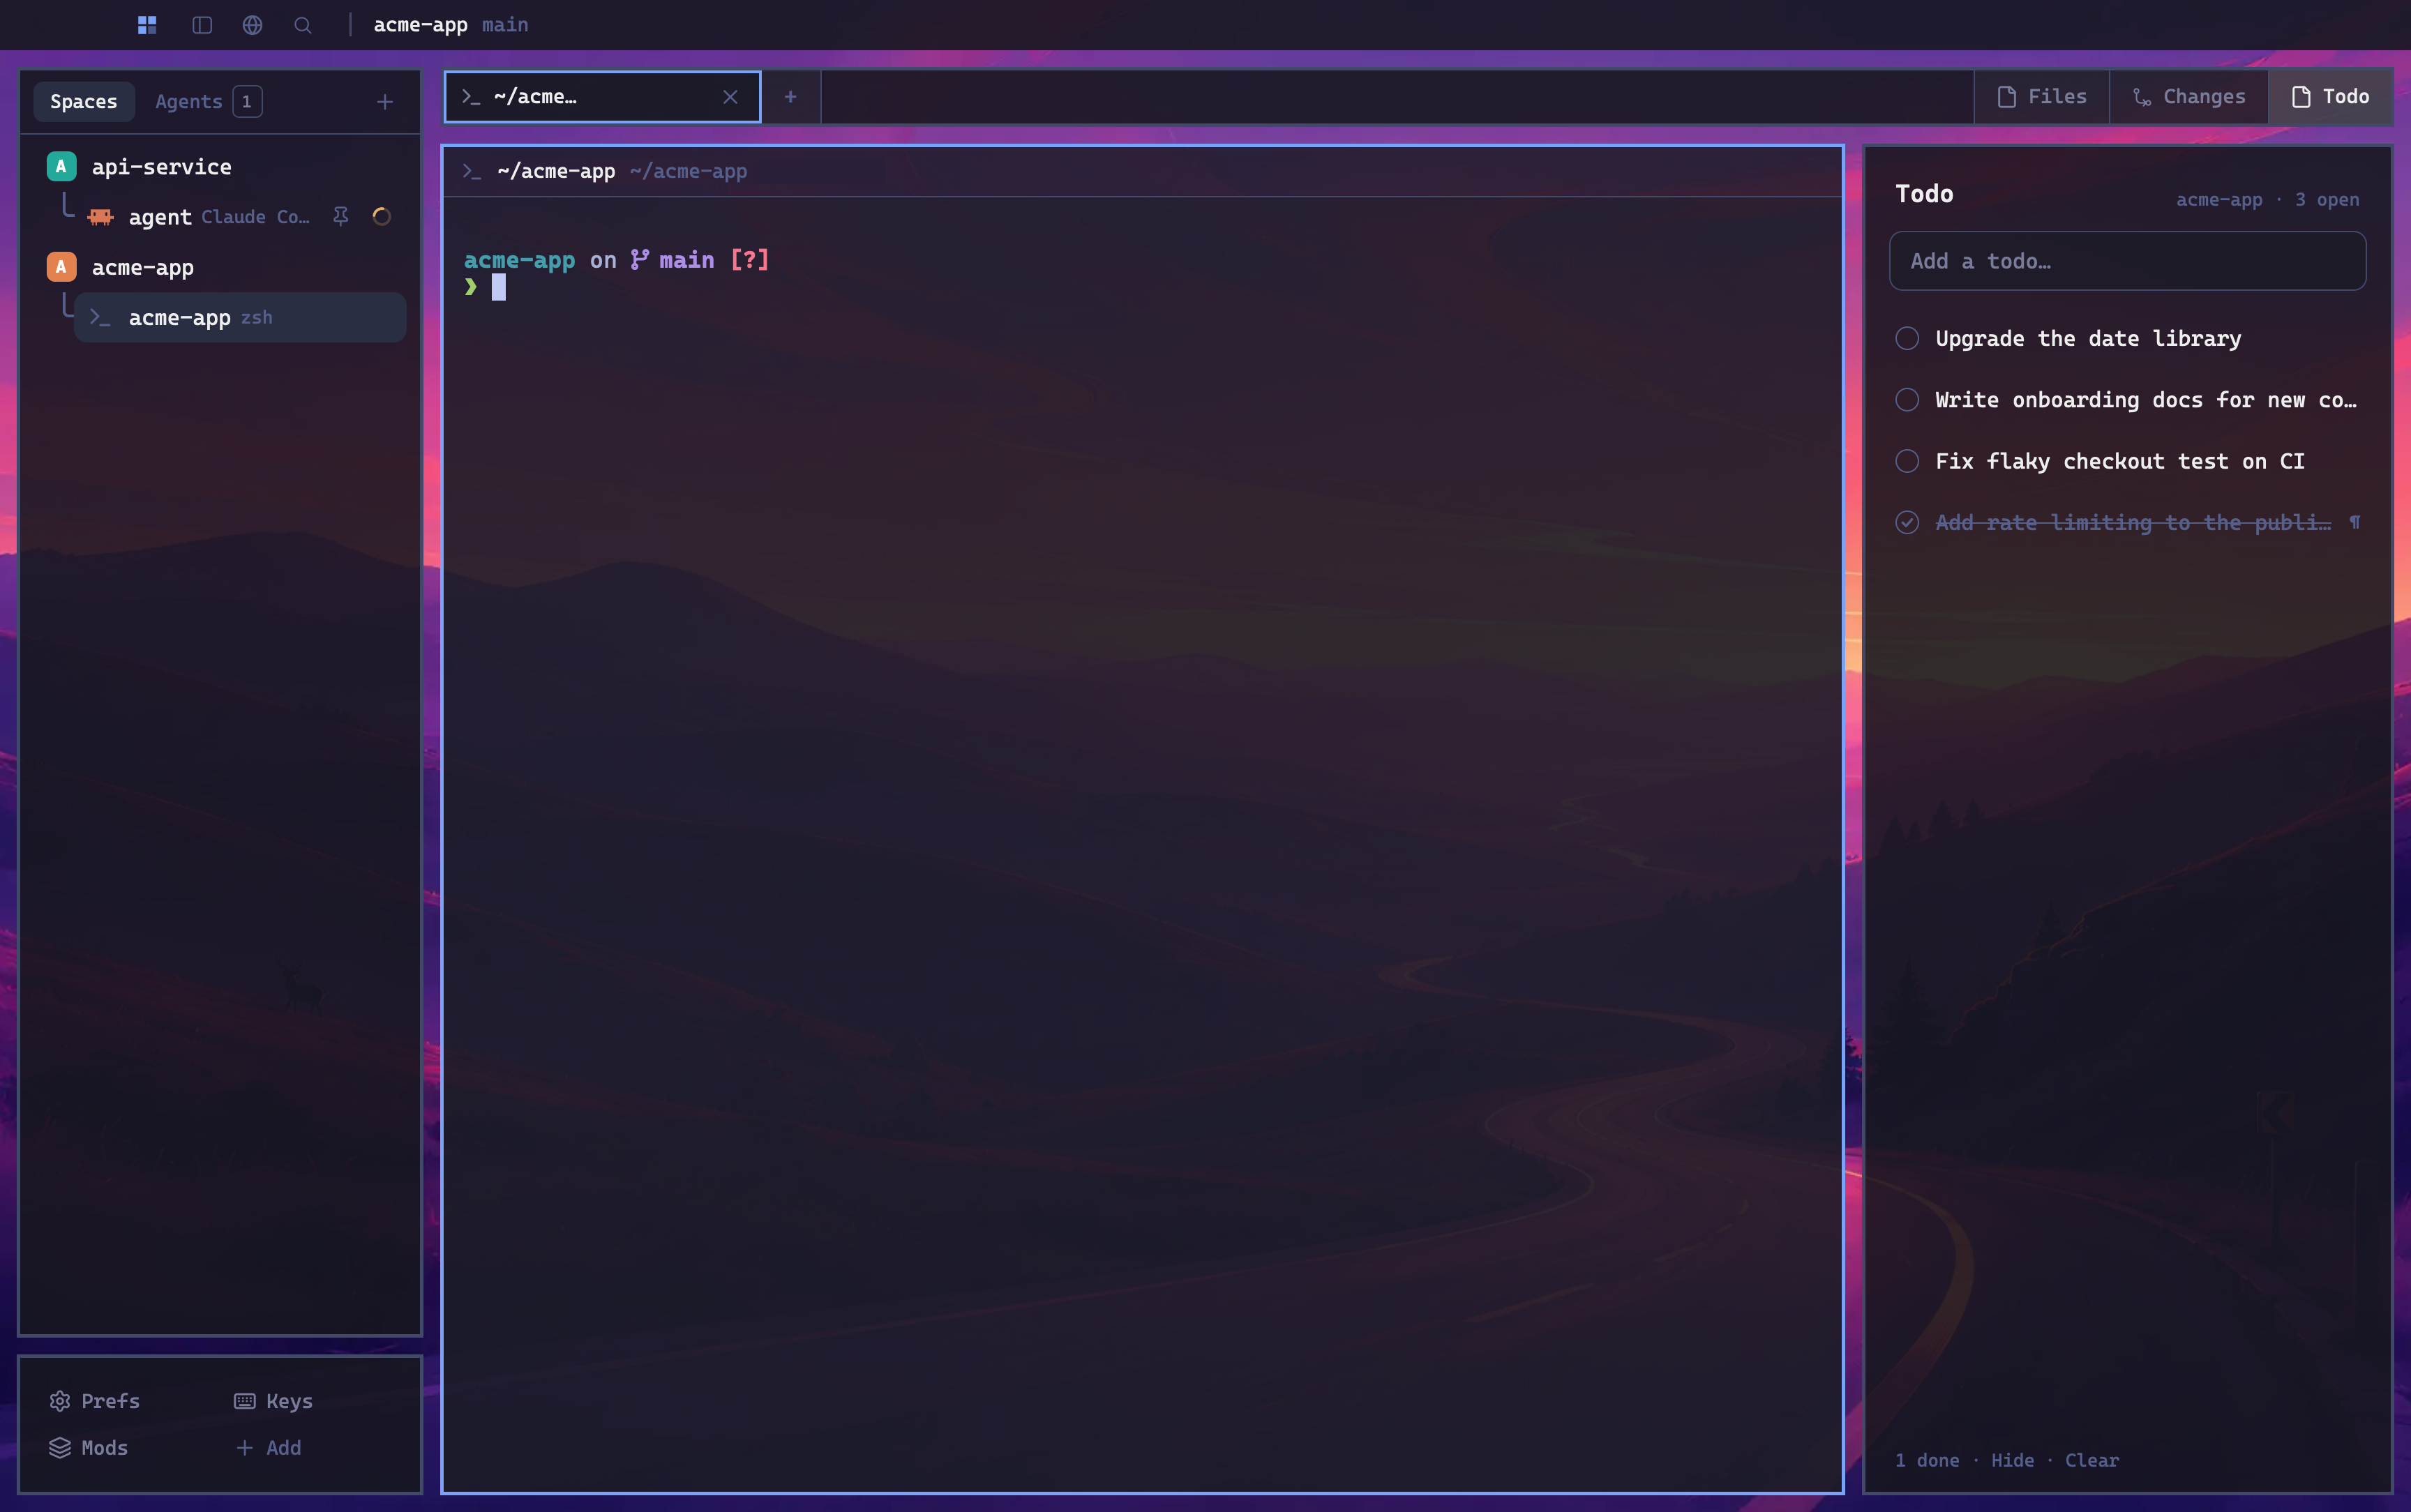 acme-app main
Spaces Agents 1 +
A api-service
agent Claude Co…
A acme-app
acme-app zsh
Prefs Keys
Mods + Add
~/acme… +
Files Changes Todo
~/acme-app ~/acme-app
acme-app on main [?]
❯
Todo acme-app · 3 open
Add a todo…
Upgrade the date library
Write onboarding docs for new co…
Fix flaky checkout test on CI
Add rate limiting to the publi… ¶
1 done · Hide · Clear